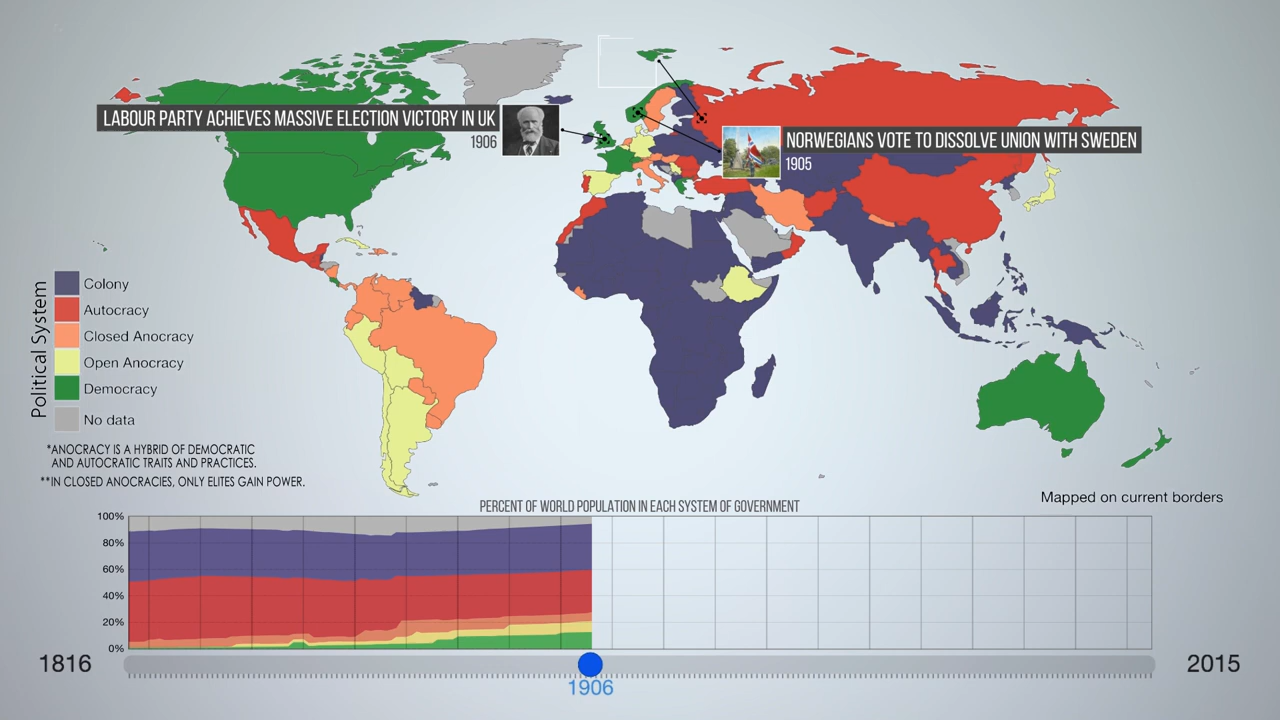 LABOUR PARTY ACHIEVES MASSIVE ELECTION VICTORY IN UK
1906
NORWEGIANS VOTE TO DISSOLVE UNION WITH SWEDEN
1905
Political System
Colony
Autocracy
Closed Anocracy
Open Anocracy
Democracy
No data
*ANOCRACY IS A HYBRID OF DEMOCRATIC
AND AUTOCRATIC TRAITS AND PRACTICES.
**IN CLOSED ANOCRACIES, ONLY ELITES GAIN POWER.
Mapped on current borders
PERCENT OF WORLD POPULATION IN EACH SYSTEM OF GOVERNMENT
100%
80%
60%
40%
20%
0%
1816
2015
1906